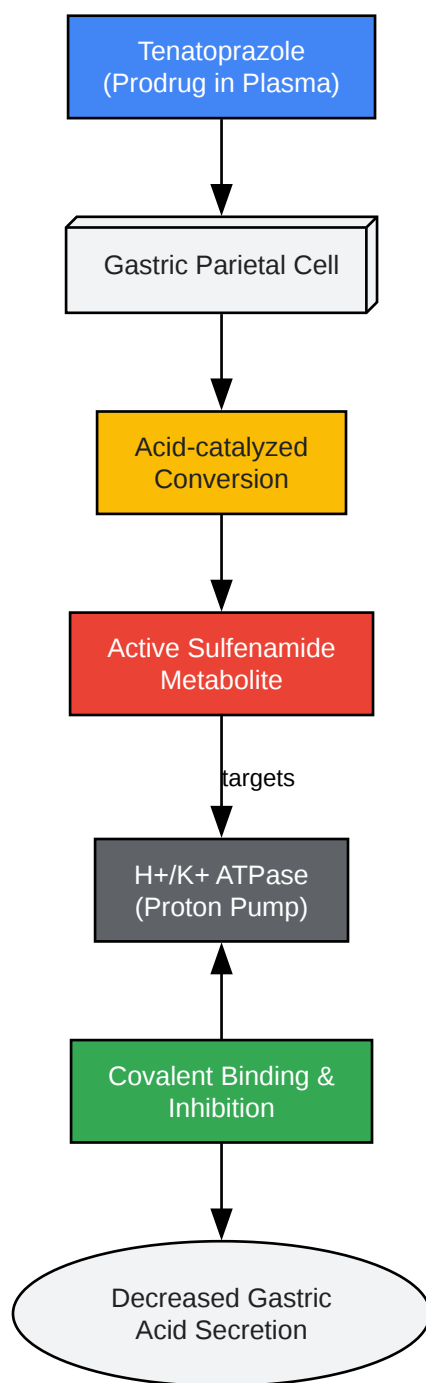 Tenatoprazole
(Prodrug in Plasma)
Gastric Parietal Cell
Acid-catalyzed
Conversion
Active Sulfenamide
Metabolite
targets
H+/K+ ATPase
(Proton Pump)
Covalent Binding &
Inhibition
Decreased Gastric
Acid Secretion